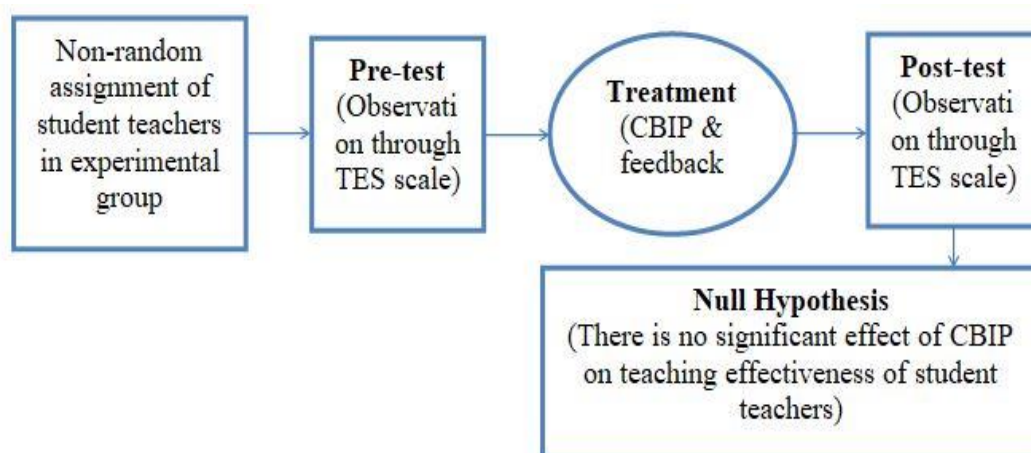 Non-random
assignment of
student teachers
in experimental
group
Pre-test
(Observati
on through
TES scale)
Treatment
(CBIP &
feedback
Post-test
(Observati
on through
TES scale)
Null Hypothesis
(There is no significant effect of CBIP
on teaching effectiveness of student
teachers)